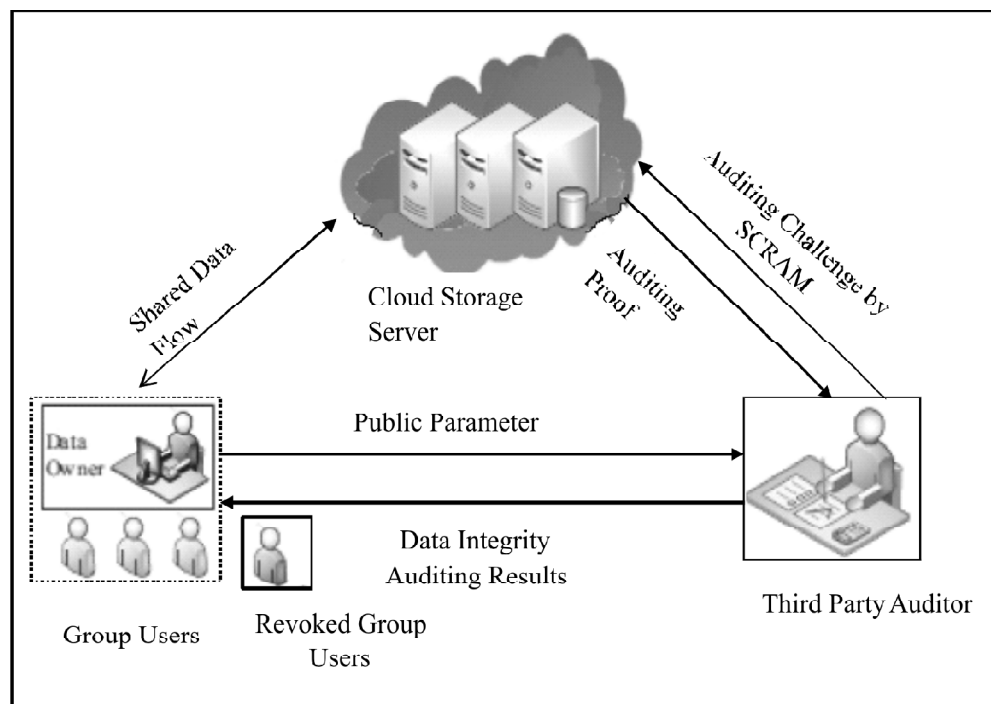 Cloud Storage
Server
Shared Data
Flow
Auditing
Proof
Auditing Challenge by
SCRAM
Public Parameter
Data
Owner
Data Integrity
Auditing Results
Group Users
Revoked Group
Users
Third Party Auditor